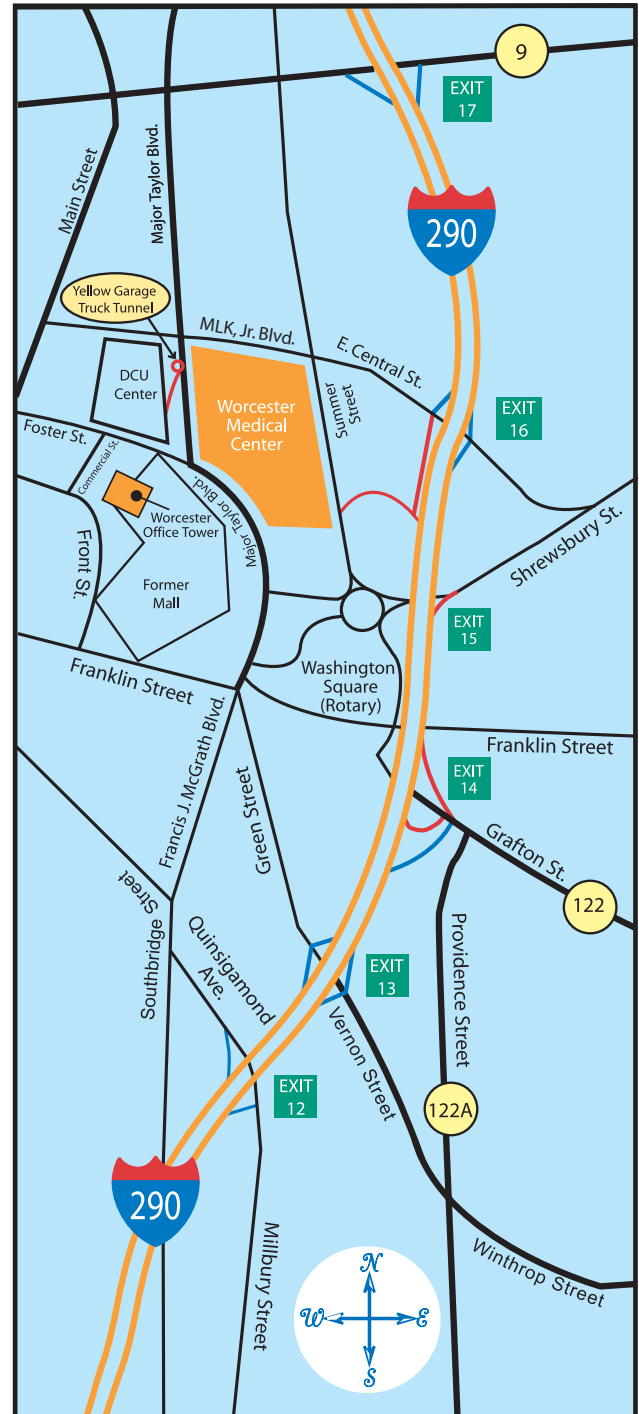 9
EXIT
17
Main Street
Major Taylor Blvd.
290
Yellow Garage
Truck Tunnel
MLK, Jr. Blvd.
E. Central St.
DCU
Center
Summer
Street
Worcester
Medical
Center
EXIT
16
Foster St.
Commercial St.
Major Taylor Blvd.
Worcester
Office Tower
Shrewsbury St.
Front St.
Former
Mall
EXIT
15
Washington
Square
(Rotary)
Franklin Street
Franklin Street
EXIT
14
Francis J. McGrath Blvd.
Green Street
Grafton St.
122
Southbridge
Street
Quinsigamond
Ave.
Providence Street
EXIT
13
Vernon Street
EXIT
12
122A
290
Millbury Street
Winthrop Street
N
W
E
S